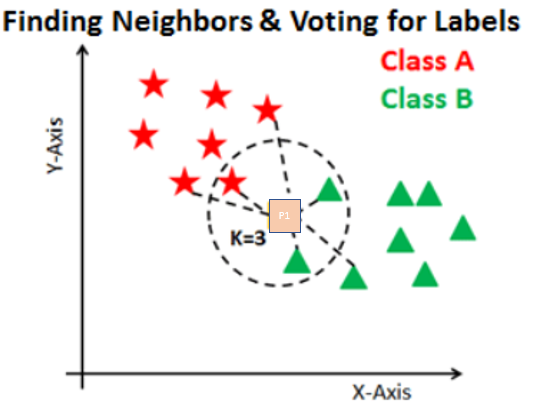 Finding Neighbors & Voting for Labels
Class A
Class B
Y-Axis
P1
K=3
X-Axis